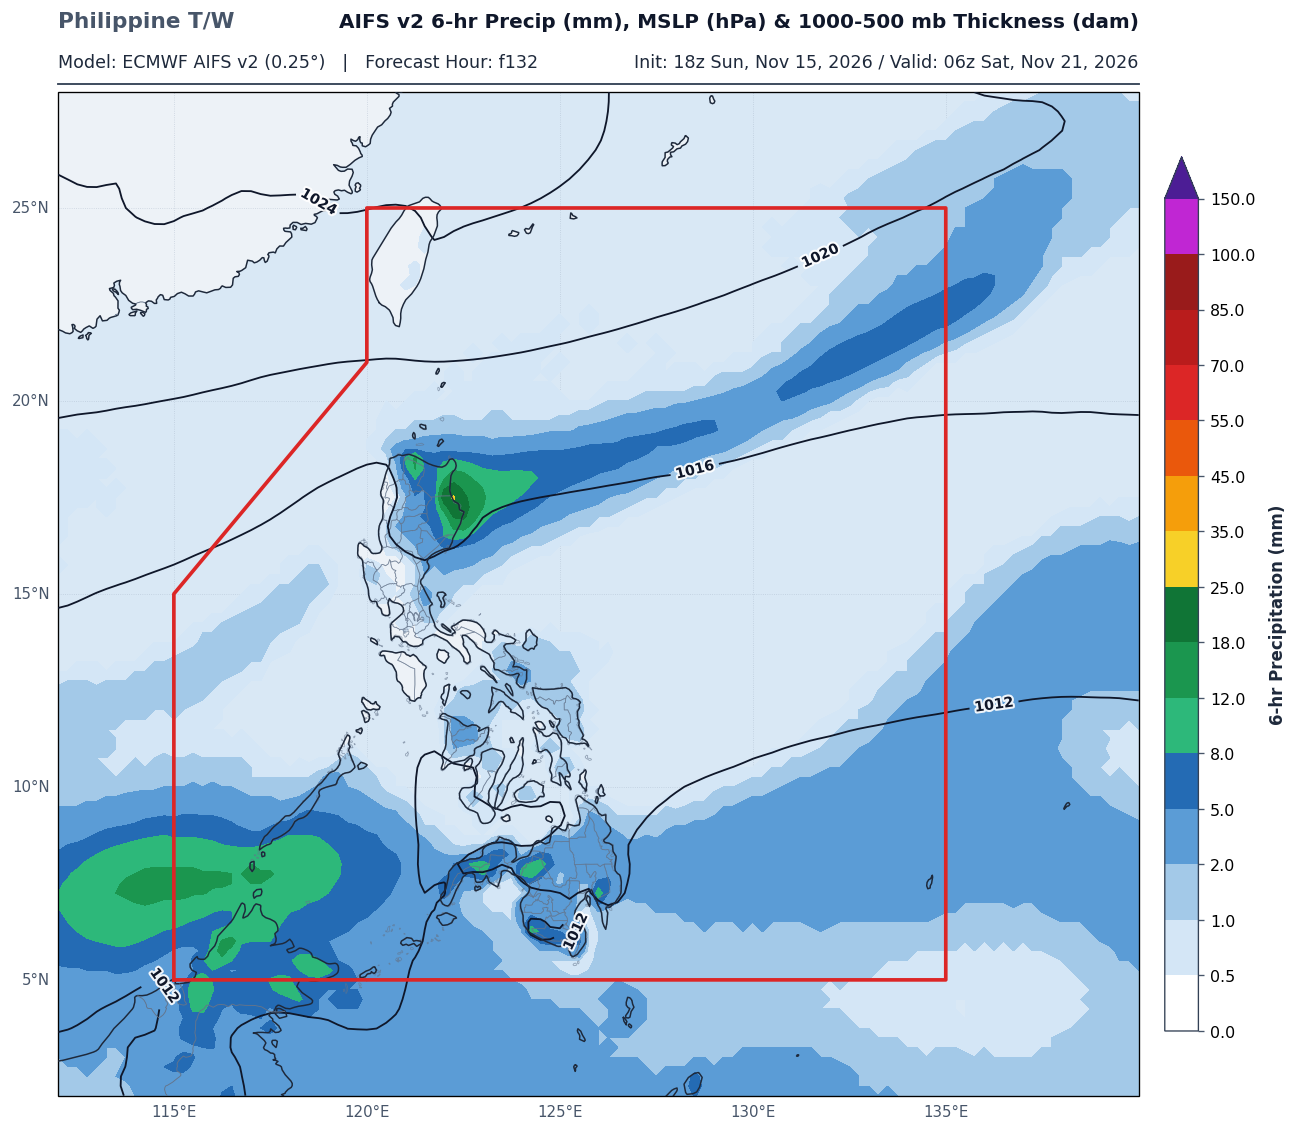 Philippine T/W
AIFS v2 6-hr Precip (mm), MSLP (hPa) & 1000-500 mb Thickness (dam)
Model: ECMWF AIFS v2 (0.25°) | Forecast Hour: f132
Init: 18z Sun, Nov 15, 2026 / Valid: 06z Sat, Nov 21, 2026
25°N
20°N
15°N
10°N
5°N
1024
1020
1016
1012
1012
1012
115°E
120°E
125°E
130°E
135°E
150.0
100.0
85.0
70.0
55.0
45.0
35.0
25.0
18.0
12.0
8.0
5.0
2.0
1.0
0.5
0.0
6-hr Precipitation (mm)